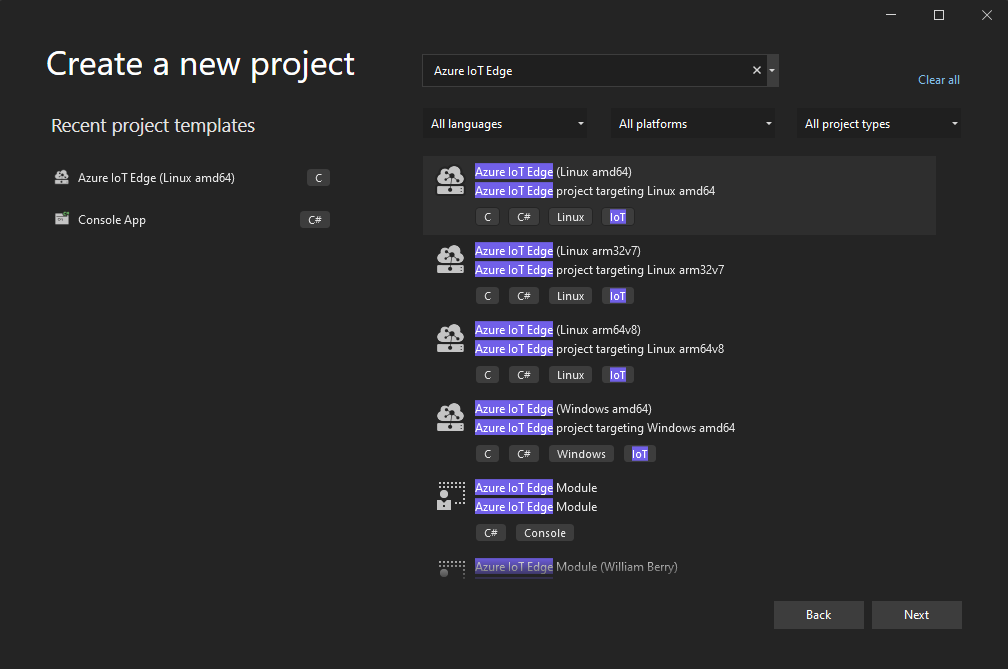 Create a new project
Recent project templates
Azure IoT Edge (Linux amd64) C
Console App C#
Azure IoT Edge
Clear all
All languages All platforms All project types
Azure IoT Edge (Linux amd64)
Azure IoT Edge project targeting Linux amd64
C C# Linux IoT
Azure IoT Edge (Linux arm32v7)
Azure IoT Edge project targeting Linux arm32v7
C C# Linux IoT
Azure IoT Edge (Linux arm64v8)
Azure IoT Edge project targeting Linux arm64v8
C C# Linux IoT
Azure IoT Edge (Windows amd64)
Azure IoT Edge project targeting Windows amd64
C C# Windows IoT
Azure IoT Edge Module
Azure IoT Edge Module
C# Console
Azure IoT Edge Module (William Berry)
Back Next